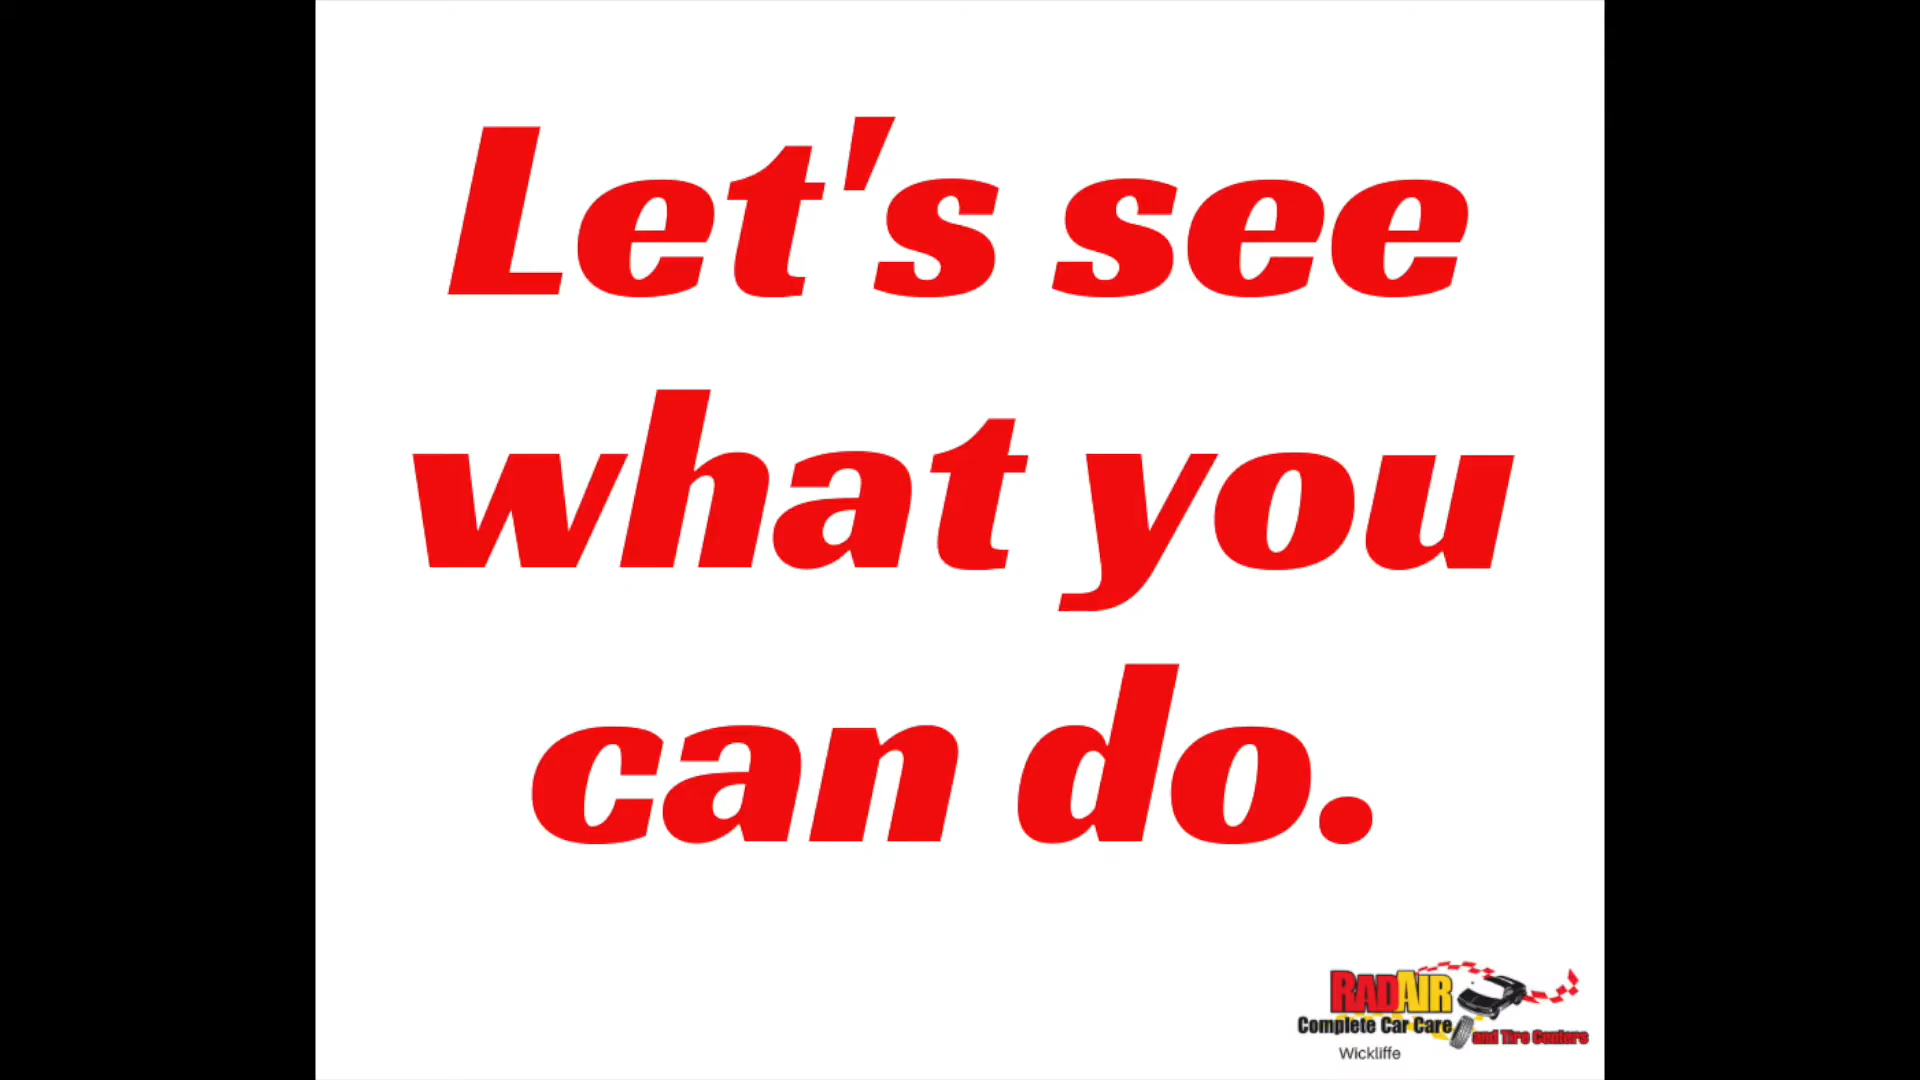 Let's see
what you
can do.
RADAIR
Complete Car Care
and Tire Centers
Wickliffe